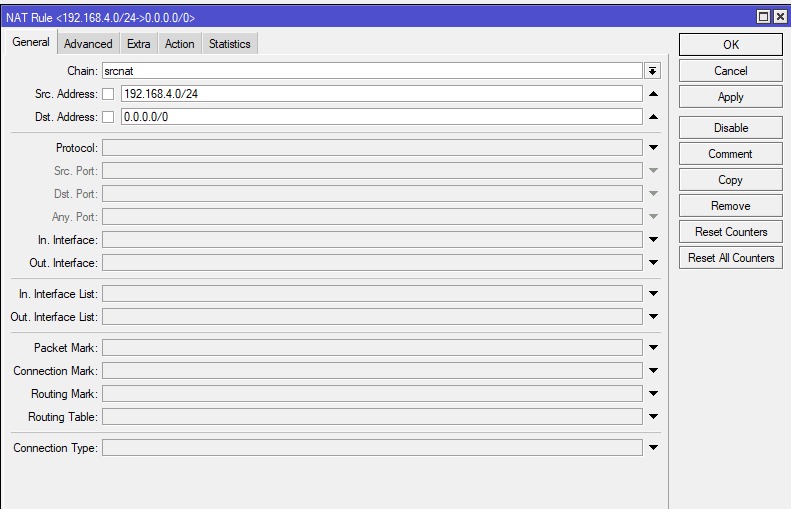 NAT Rule <192.168.4.0/24->0.0.0.0/0>
General Advanced Extra Action Statistics
Chain: srcnat
Src. Address: 192.168.4.0/24
Dst. Address: 0.0.0.0/0
Protocol:
Src. Port:
Dst. Port:
Any. Port:
In. Interface:
Out. Interface:
In. Interface List:
Out. Interface List:
Packet Mark:
Connection Mark:
Routing Mark:
Routing Table:
Connection Type:
OK
Cancel
Apply
Disable
Comment
Copy
Remove
Reset Counters
Reset All Counters